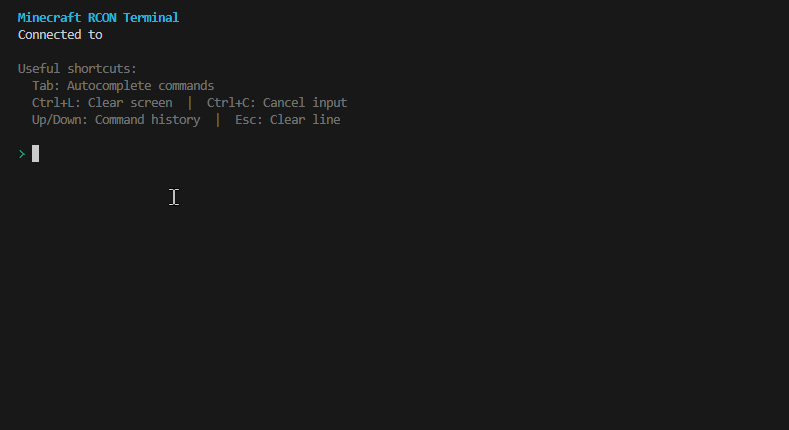 Minecraft RCON Terminal
Connected to
Useful shortcuts:
Tab: Autocomplete commands
Ctrl+L: Clear screen | Ctrl+C: Cancel input
Up/Down: Command history | Esc: Clear line
>